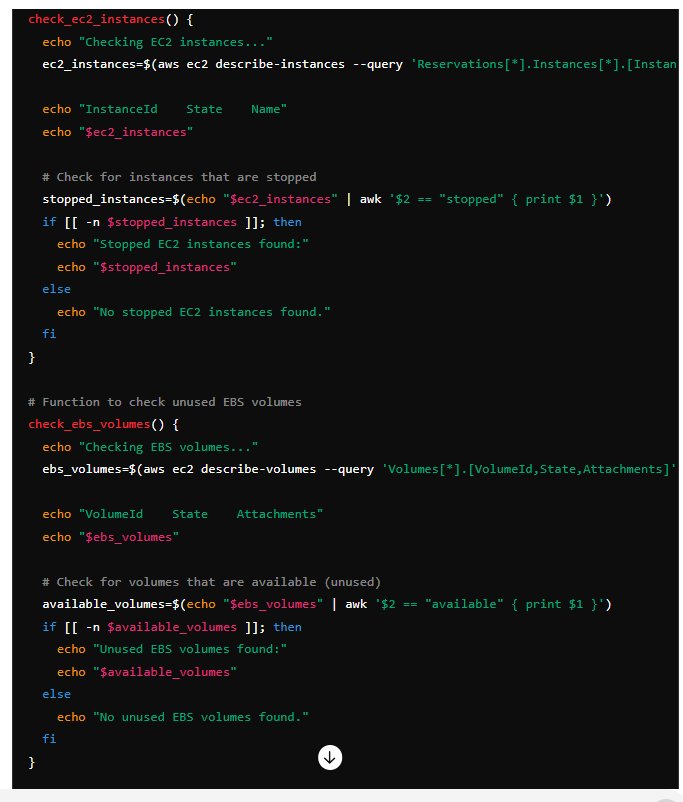 check_ec2_instances() {
  echo "Checking EC2 instances..."
  ec2_instances=$(aws ec2 describe-instances --query 'Reservations[*].Instances[*].[Instan

  echo "InstanceId    State    Name"
  echo "$ec2_instances"

  # Check for instances that are stopped
  stopped_instances=$(echo "$ec2_instances" | awk '$2 == "stopped" { print $1 }')
  if [[ -n $stopped_instances ]]; then
    echo "Stopped EC2 instances found:"
    echo "$stopped_instances"
  else
    echo "No stopped EC2 instances found."
  fi
}

# Function to check unused EBS volumes
check_ebs_volumes() {
  echo "Checking EBS volumes..."
  ebs_volumes=$(aws ec2 describe-volumes --query 'Volumes[*].[VolumeId,State,Attachments]'

  echo "VolumeId    State    Attachments"
  echo "$ebs_volumes"

  # Check for volumes that are available (unused)
  available_volumes=$(echo "$ebs_volumes" | awk '$2 == "available" { print $1 }')
  if [[ -n $available_volumes ]]; then
    echo "Unused EBS volumes found:"
    echo "$available_volumes"
  else
    echo "No unused EBS volumes found."
  fi
}